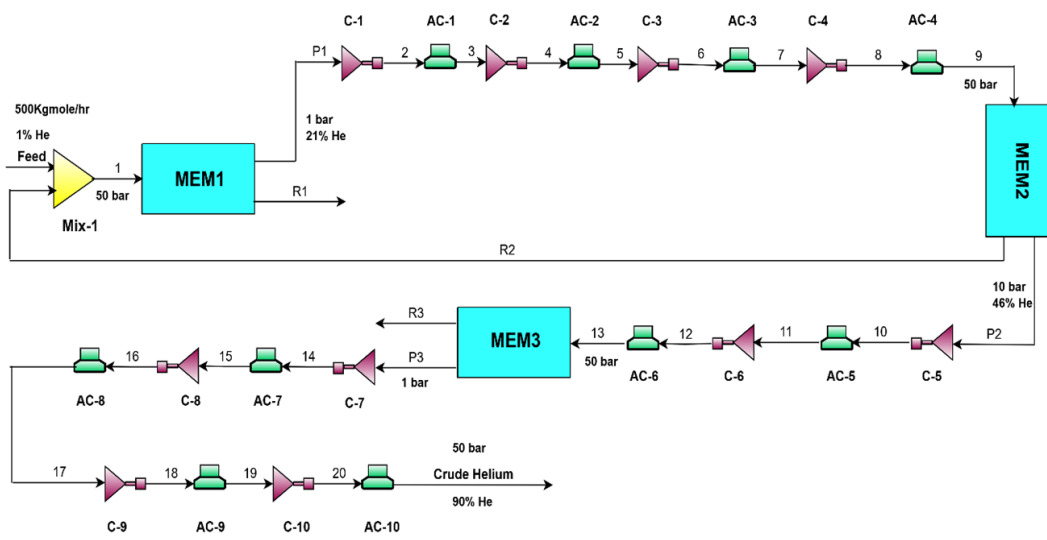 C-1
AC-1
C-2
AC-2
C-3
AC-3
C-4
AC-4
P1
2
3
4
5
6
7
8
9
50 bar
500Kgmole/hr
1% He
Feed
1
50 bar
Mix-1
MEM1
1 bar
21% He
R1
MEM2
R2
10 bar
46% He
R3
MEM3
P3
1 bar
13
50 bar
12
11
10
P2
AC-6
C-6
AC-5
C-5
16
15
14
AC-8
C-8
AC-7
C-7
17
18
19
20
50 bar
Crude Helium
90% He
C-9
AC-9
C-10
AC-10